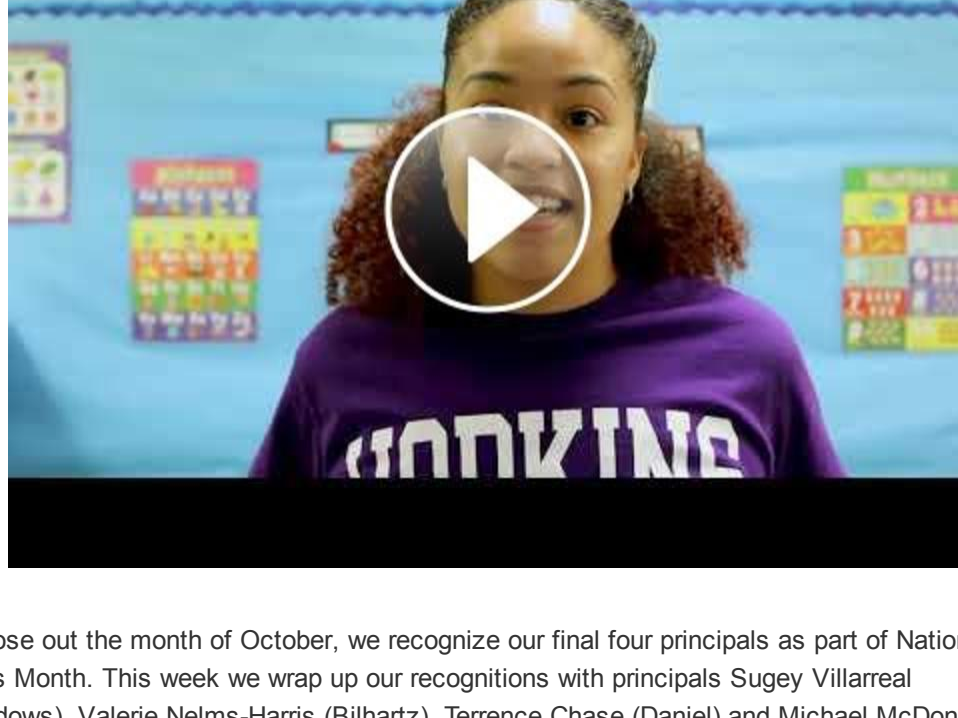 HOPKINS
ose out the month of October, we recognize our final four principals as part of Nation
s Month. This week we wrap up our recognitions with principals Sugey Villarreal
dows), Valerie Nelms-Harris (Bilhartz), Terrence Chase (Daniel) and Michael McDon